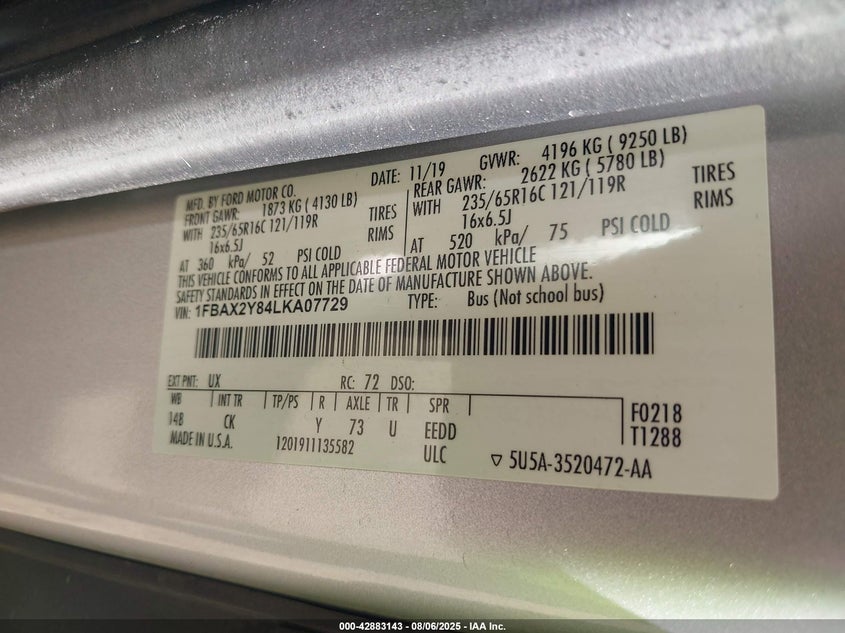 MFD. BY FORD MOTOR CO.
DATE: 11/19 GVWR: 4196 KG ( 9250 LB)
FRONT GAWR: 1873 KG ( 4130 LB)
WITH 235/65R16C 121/119R TIRES
16x6.5J RIMS
AT 360 kPa/ 52 PSI COLD
REAR GAWR: 2622 KG ( 5780 LB)
WITH 235/65R16C 121/119R TIRES
16x6.5J RIMS
AT 520 kPa/ 75 PSI COLD
THIS VEHICLE CONFORMS TO ALL APPLICABLE FEDERAL MOTOR VEHICLE
SAFETY STANDARDS IN EFFECT ON THE DATE OF MANUFACTURE SHOWN ABOVE.
VIN: 1FBAX2Y84LKA07729 TYPE: Bus (Not school bus)
EXT PNT: UX RC: 72 DSO:
WB INT TR TP/PS R AXLE TR SPR
148 CK Y 73 U EEDD
F0218
T1288
MADE IN U.S.A. 1201911135582 ULC
▽ 5U5A-3520472-AA
000-42883143 - 08/06/2025 - IAA Inc.